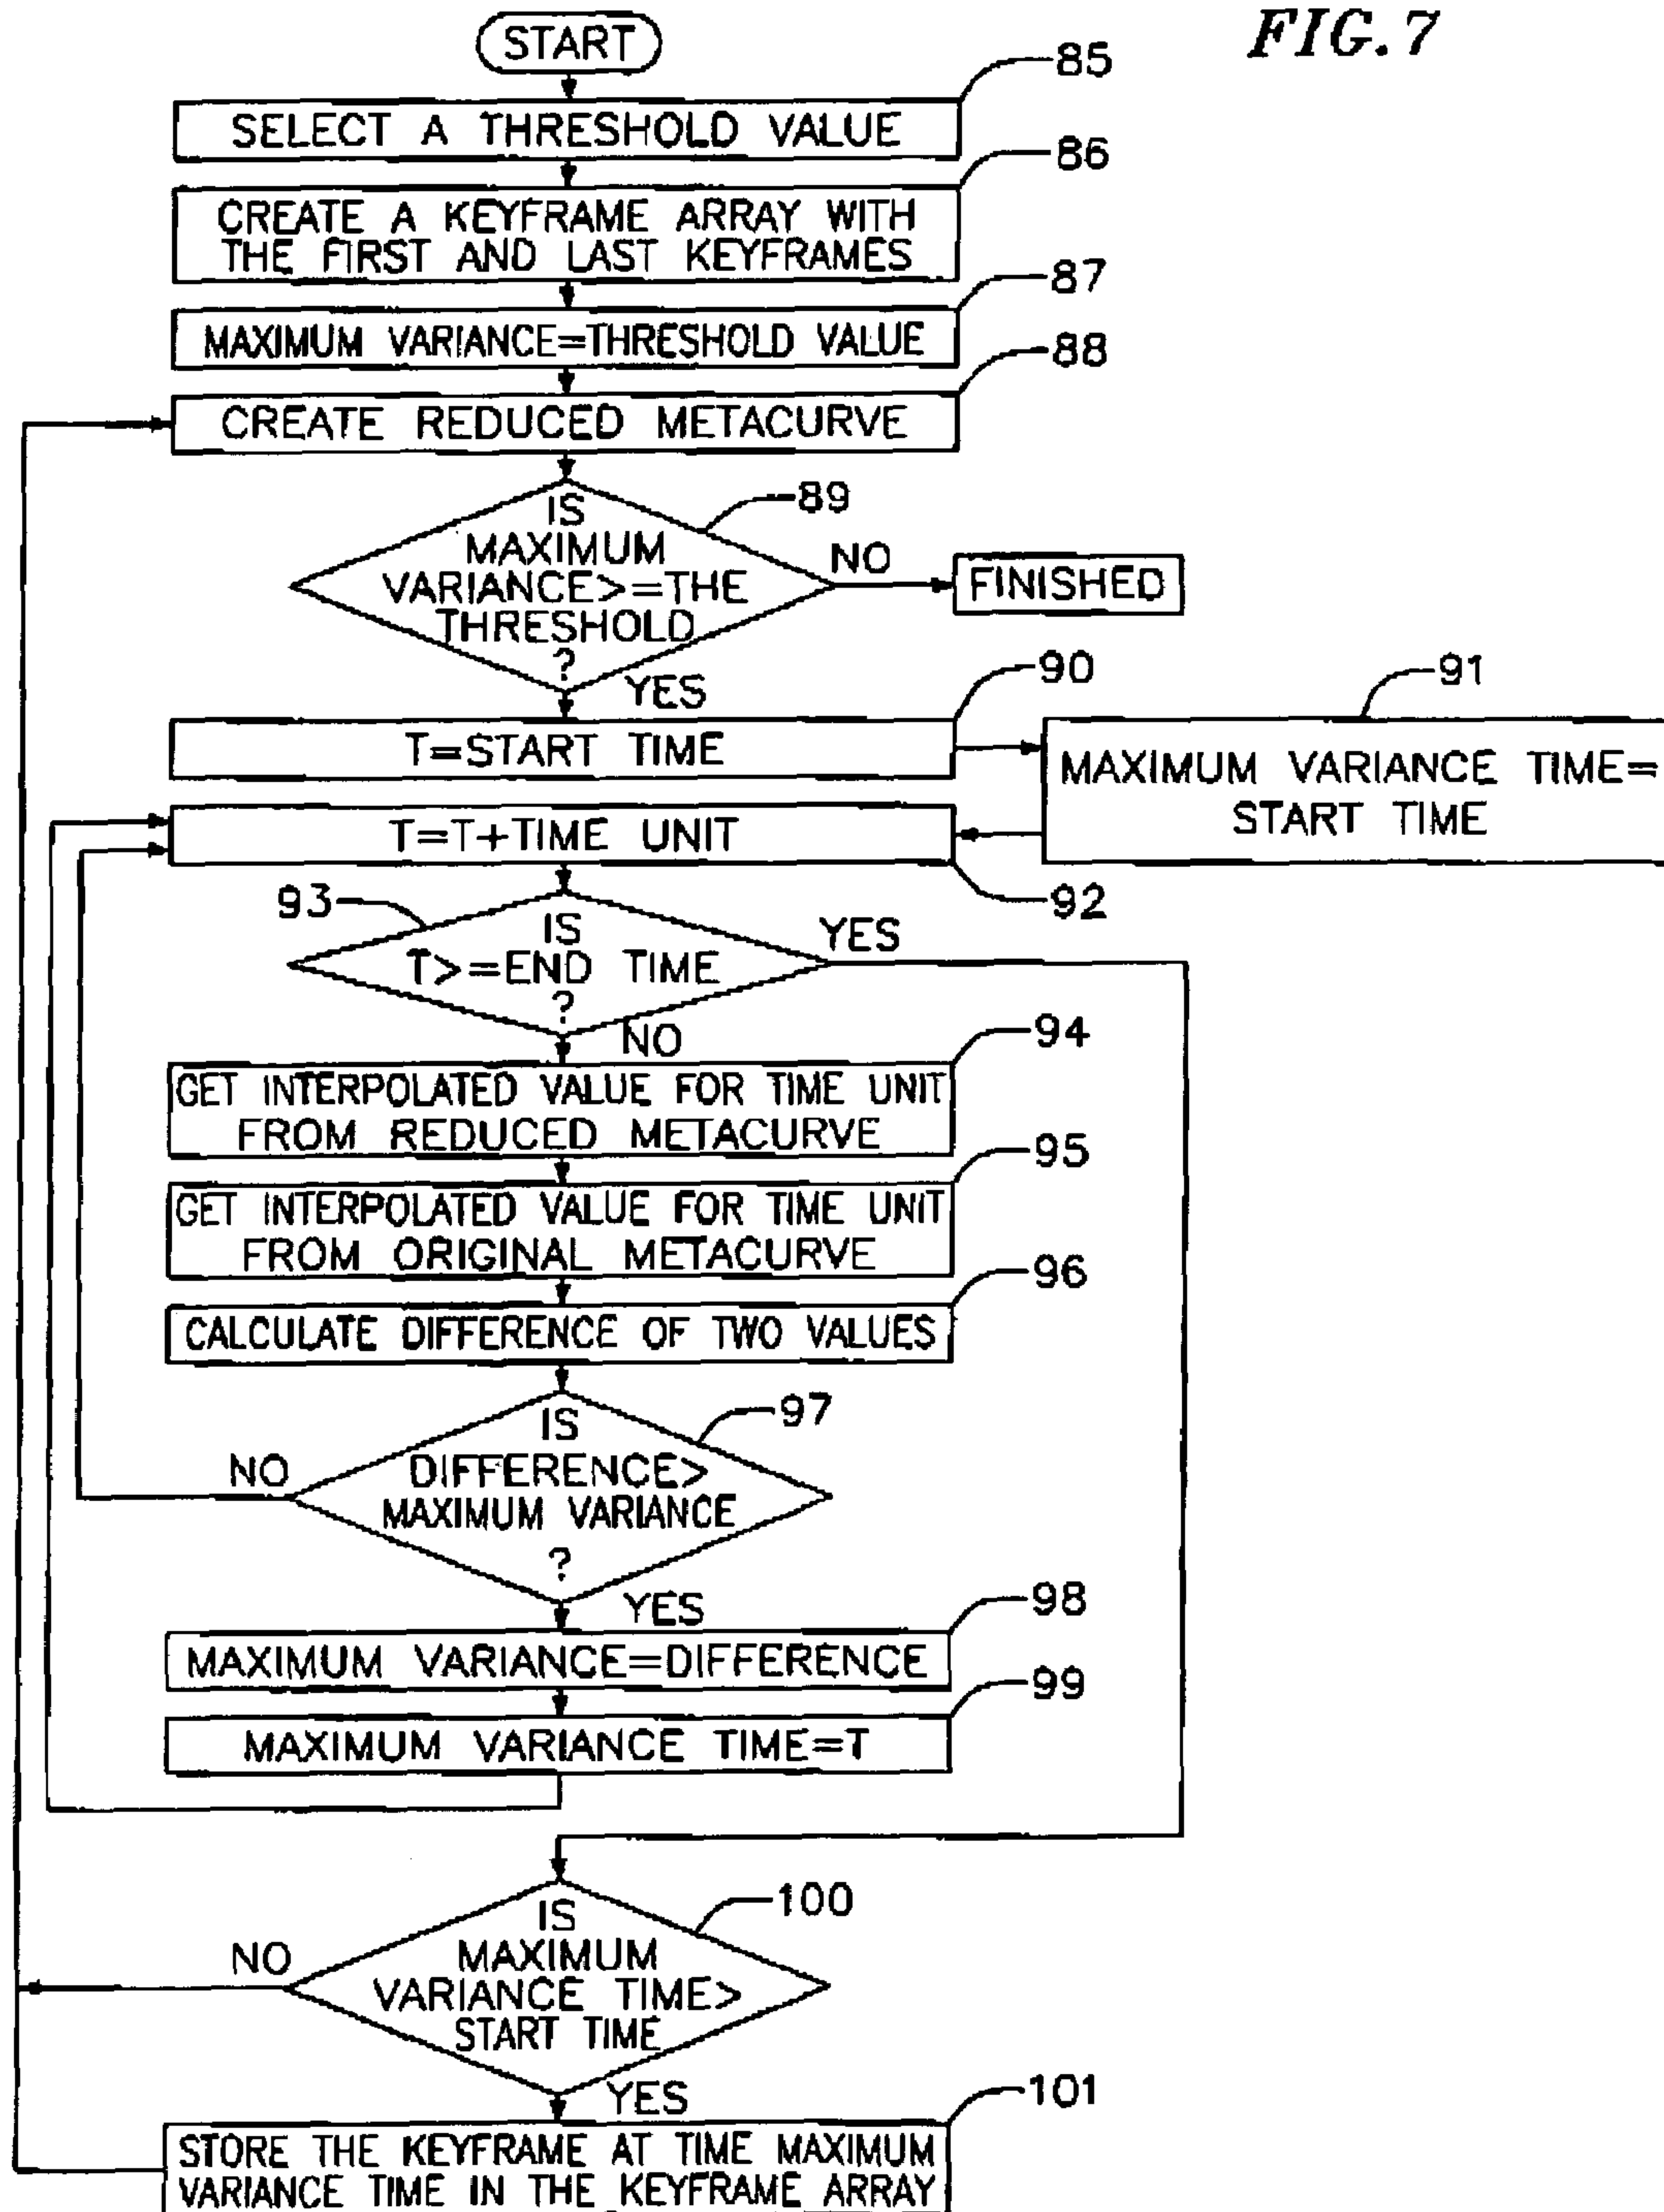 FIG. 7
START
85
SELECT A THRESHOLD VALUE
86
CREATE A KEYFRAME ARRAY WITH
THE FIRST AND LAST KEYFRAMES
87
MAXIMUM VARIANCE=THRESHOLD VALUE
88
CREATE REDUCED METACURVE
89
IS
MAXIMUM
VARIANCE>=THE
THRESHOLD
?
NO
FINISHED
YES
90
T=START TIME
91
MAXIMUM VARIANCE TIME=
START TIME
T=T+TIME UNIT
92
93
IS
T>=END TIME
?
YES
NO
94
GET INTERPOLATED VALUE FOR TIME UNIT
FROM REDUCED METACURVE
95
GET INTERPOLATED VALUE FOR TIME UNIT
FROM ORIGINAL METACURVE
96
CALCULATE DIFFERENCE OF TWO VALUES
97
IS
DIFFERENCE>
MAXIMUM VARIANCE
?
NO
YES
98
MAXIMUM VARIANCE=DIFFERENCE
99
MAXIMUM VARIANCE TIME=T
100
IS
MAXIMUM
VARIANCE TIME>
START TIME
NO
YES
101
STORE THE KEYFRAME AT TIME MAXIMUM
VARIANCE TIME IN THE KEYFRAME ARRAY